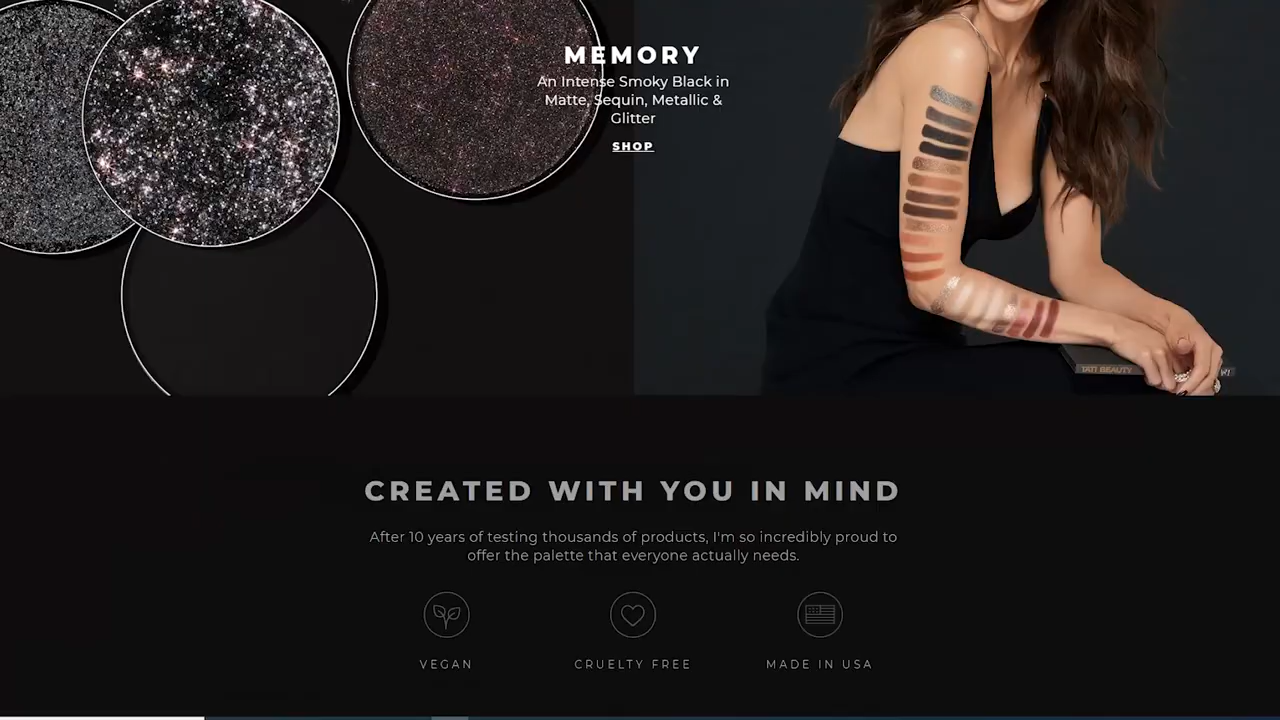 MEMORY
An Intense Smoky Black in
Matte, Sequin, Metallic &
Glitter
SHOP
TATI BEAUTY
CREATED WITH YOU IN MIND
After 10 years of testing thousands of products, I'm so incredibly proud to
offer the palette that everyone actually needs.
VEGAN
CRUELTY FREE
MADE IN USA